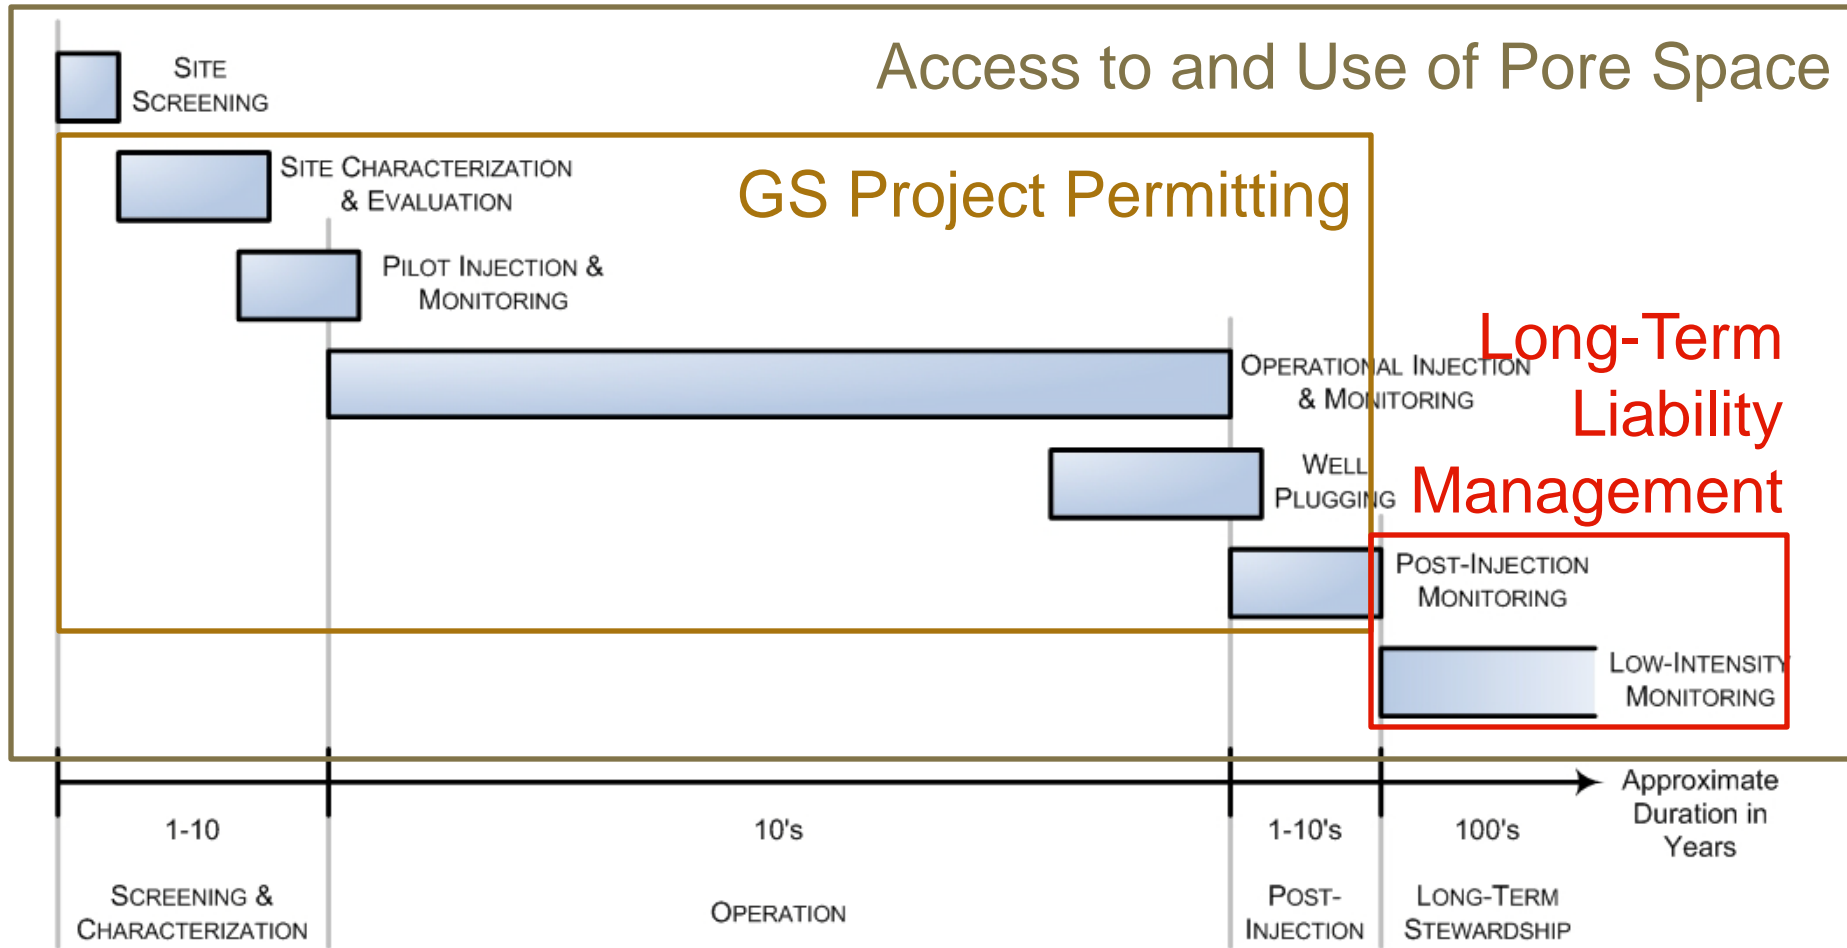 Access to and Use of Pore Space
SITE
SCREENING
SITE CHARACTERIZATION
& EVALUATION
GS Project Permitting
PILOT INJECTION &
MONITORING
Long-Term
Liability
Management
OPERATIONAL INJECTION
& MONITORING
WELL
PLUGGING
POST-INJECTION
MONITORING
LOW-INTENSITY
MONITORING
Approximate
Duration in
Years
1-10
10's
1-10's
100's
SCREENING &
CHARACTERIZATION
OPERATION
POST-
INJECTION
LONG-TERM
STEWARDSHIP